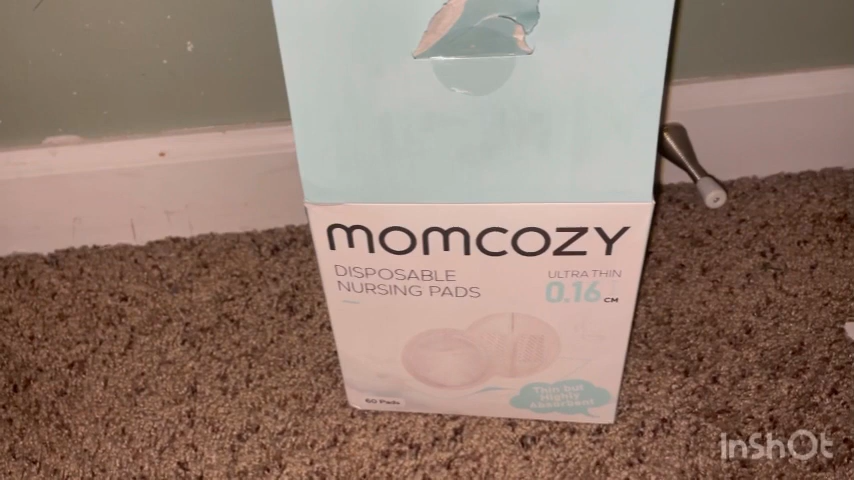 momcozy
DISPOSABLE
NURSING PADS
ULTRA THIN
0.16 CM
Thin but
Highly
Absorbent
60 Pads
InShOt